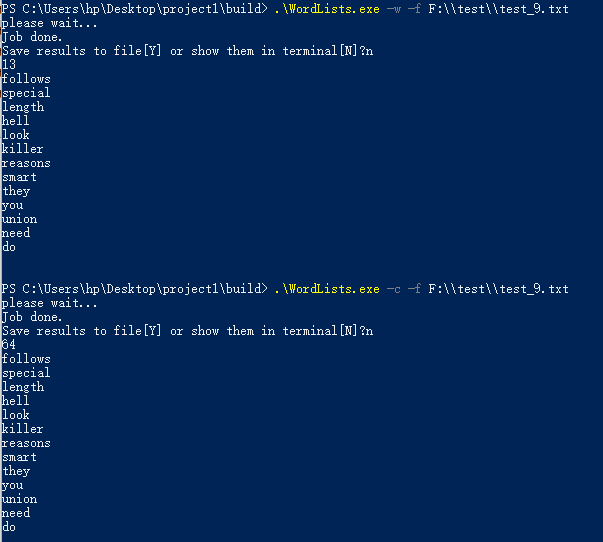 PS C:\Users\hp\Desktop\project1\build> .\WordLists.exe -w -f F:\\test\\test_9.txt
please wait...
Job done.
Save results to file[Y] or show them in terminal[N]?n
13
follows
special
length
hell
look
killer
reasons
smart
they
you
union
need
do
PS C:\Users\hp\Desktop\project1\build> .\WordLists.exe -c -f F:\\test\\test_9.txt
please wait...
Job done.
Save results to file[Y] or show them in terminal[N]?n
64
follows
special
length
hell
look
killer
reasons
smart
they
you
union
need
do